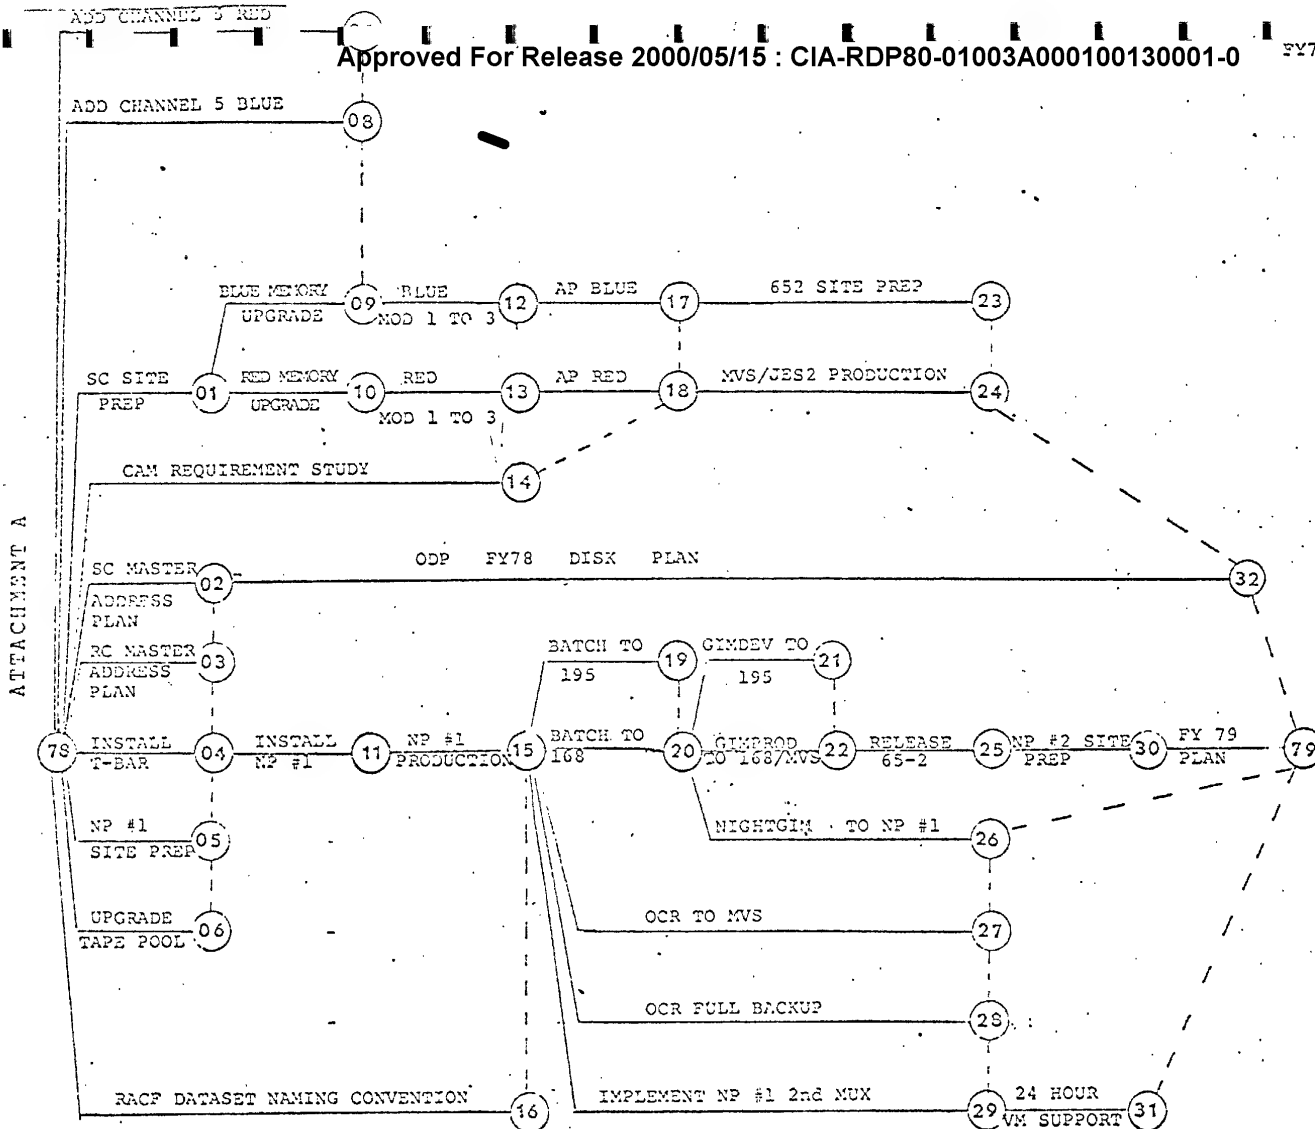 ADD CHANNEL 5 RED
Approved For Release 2000/05/15 : CIA-RDP80-01003A000100130001-0
FY7
ADD CHANNEL 5 BLUE
08
BLUE MEMORY
UPGRADE
09
BLUE
MOD 1 TO 3
12
AP BLUE
17
652 SITE PREP
23
SC SITE
PREP
01
RED MEMORY
UPGRADE
10
RED
MOD 1 TO 3
13
AP RED
18
MVS/JES2 PRODUCTION
24
CAM REQUIREMENT STUDY
14
ATTACHMENT A
SC MASTER
ADDRESS
PLAN
02
ODP FY78 DISK PLAN
32
RC MASTER
ADDRESS
PLAN
03
BATCH TO
195
19
GIMDEV TO
195
21
78
INSTALL
T-BAR
04
INSTALL
NP #1
11
NP #1
PRODUCTION
15
BATCH TO
168
20
GIMPROD
TO 168/MVS
22
RELEASE
65-2
25
NP #2 SITE
PREP
30
FY 79
PLAN
79
NP #1
SITE PREP
05
NIGHTGIM TO NP #1
26
UPGRADE
TAPE POOL
06
OCR TO MVS
27
OCR FULL BACKUP
28
RACF DATASET NAMING CONVENTION
16
IMPLEMENT NP #1 2nd MUX
29
24 HOUR
VM SUPPORT
31